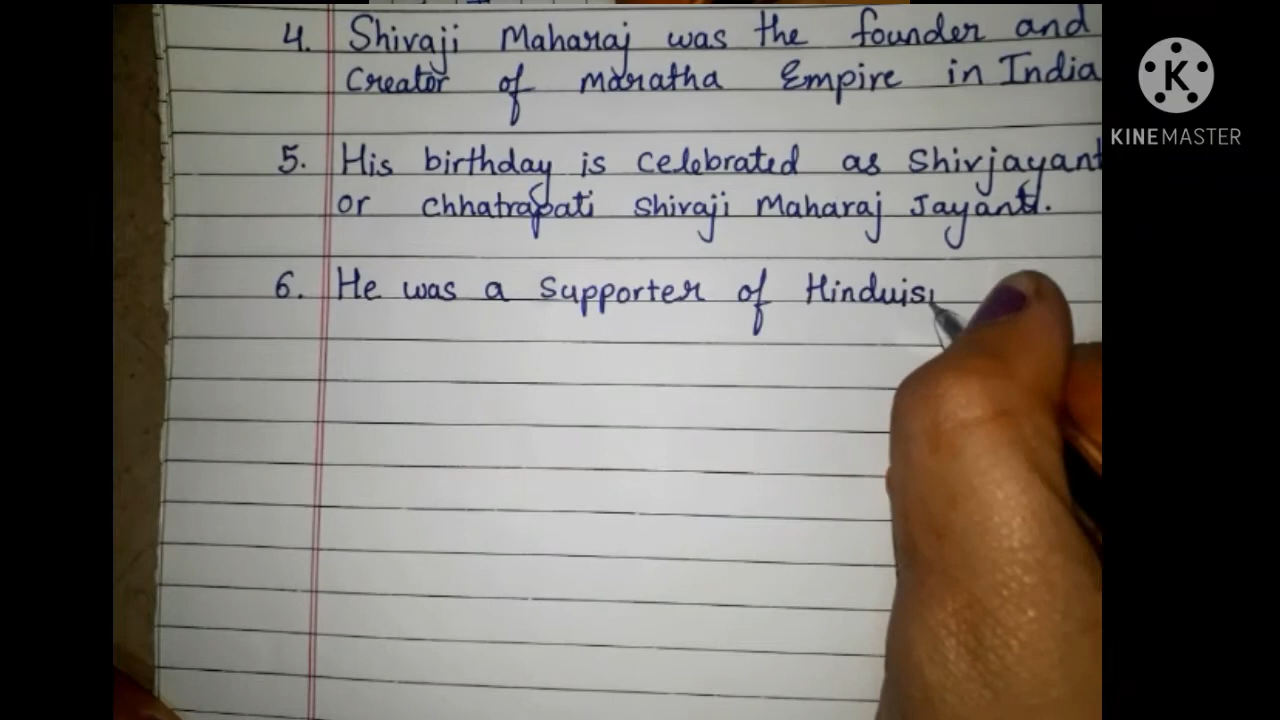 4. Shivaji Maharaj was the founder and
Creator of maratha Empire in India
5. His birthday is celebrated as Shivjayant
or Chhatrapati Shivaji Maharaj Jayanti.
6. He was a Supporter of Hinduis
K
KINEMASTER